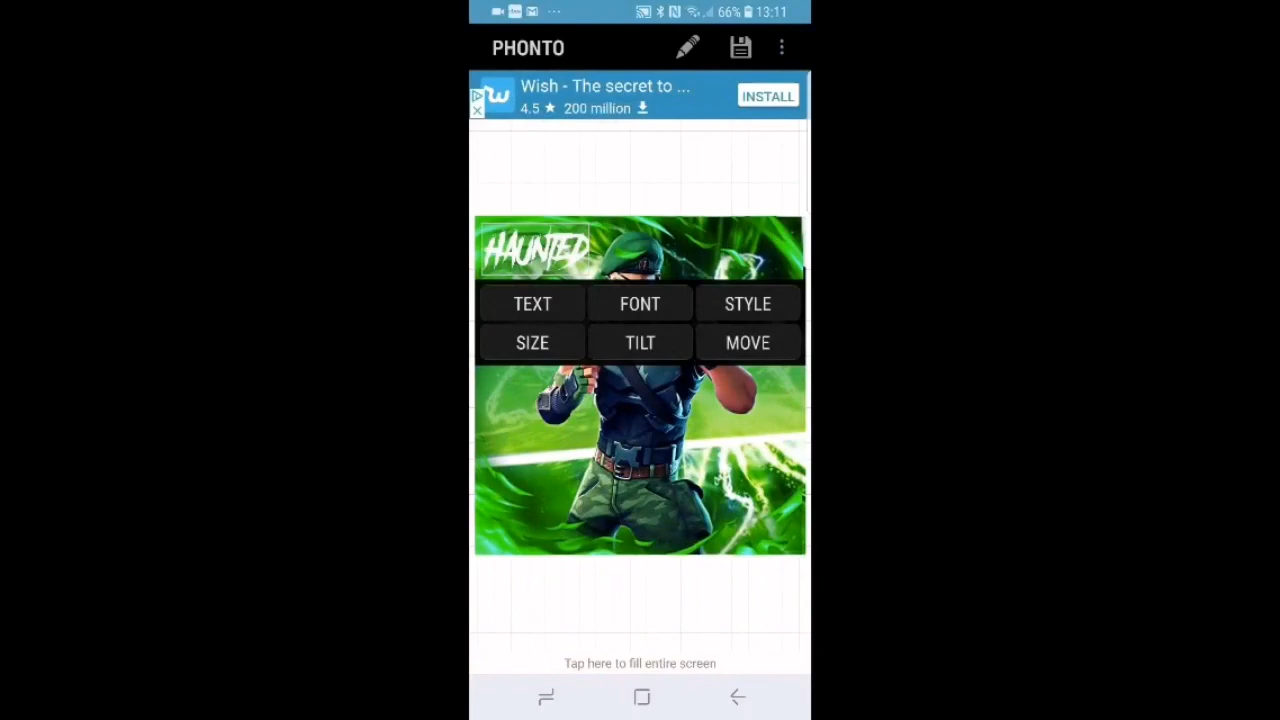 66% 13:11
PHONTO
Wish - The secret to ...
4.5 ★ 200 million
INSTALL
HAUNTED
TEXT FONT STYLE
SIZE TILT MOVE
Tap here to fill entire screen